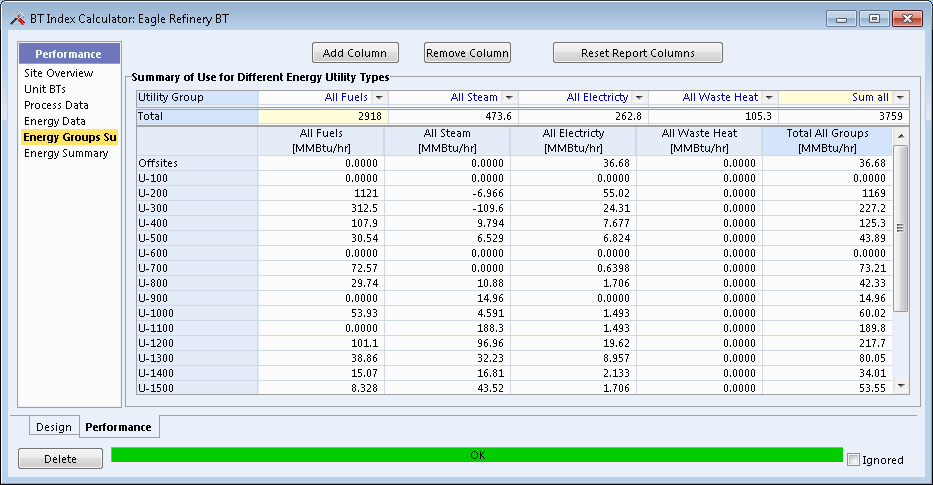 BT Index Calculator: Eagle Refinery BT
Performance
Site Overview
Unit BTs
Process Data
Energy Data
Energy Groups Su
Energy Summary
Add Column Remove Column Reset Report Columns
Summary of Use for Different Energy Utility Types
Utility Group All Fuels All Steam All Electricty All Waste Heat Sum all
Total 2918 473.6 262.8 105.3 3759
All Fuels All Steam All Electricty All Waste Heat Total All Groups
[MMBtu/hr] [MMBtu/hr] [MMBtu/hr] [MMBtu/hr] [MMBtu/hr]
Offsites 0.0000 0.0000 36.68 0.0000 36.68
U-100 0.0000 0.0000 0.0000 0.0000 0.0000
U-200 1121 -6.966 55.02 0.0000 1169
U-300 312.5 -109.6 24.31 0.0000 227.2
U-400 107.9 9.794 7.677 0.0000 125.3
U-500 30.54 6.529 6.824 0.0000 43.89
U-600 0.0000 0.0000 0.0000 0.0000 0.0000
U-700 72.57 0.0000 0.6398 0.0000 73.21
U-800 29.74 10.88 1.706 0.0000 42.33
U-900 0.0000 14.96 0.0000 0.0000 14.96
U-1000 53.93 4.591 1.493 0.0000 60.02
U-1100 0.0000 188.3 1.493 0.0000 189.8
U-1200 101.1 96.96 19.62 0.0000 217.7
U-1300 38.86 32.23 8.957 0.0000 80.05
U-1400 15.07 16.81 2.133 0.0000 34.01
U-1500 8.328 43.52 1.706 0.0000 53.55
Design Performance
Delete OK Ignored